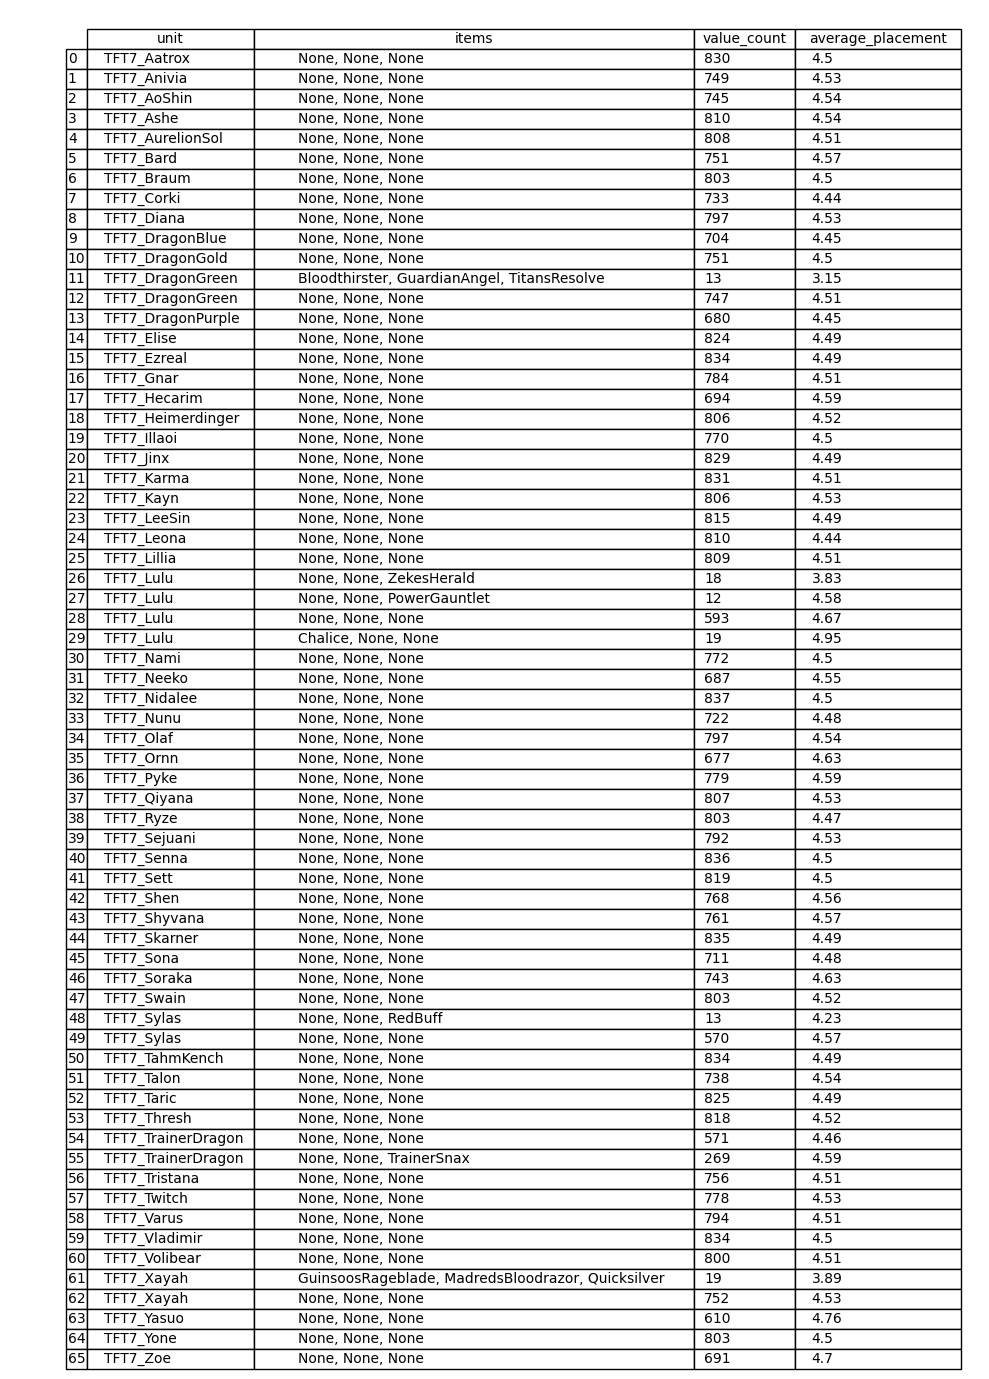 unit items value_count average_placement
0 TFT7_Aatrox None, None, None 830 4.5
1 TFT7_Anivia None, None, None 749 4.53
2 TFT7_AoShin None, None, None 745 4.54
3 TFT7_Ashe None, None, None 810 4.54
4 TFT7_AurelionSol None, None, None 808 4.51
5 TFT7_Bard None, None, None 751 4.57
6 TFT7_Braum None, None, None 803 4.5
7 TFT7_Corki None, None, None 733 4.44
8 TFT7_Diana None, None, None 797 4.53
9 TFT7_DragonBlue None, None, None 704 4.45
10 TFT7_DragonGold None, None, None 751 4.5
11 TFT7_DragonGreen Bloodthirster, GuardianAngel, TitansResolve 13 3.15
12 TFT7_DragonGreen None, None, None 747 4.51
13 TFT7_DragonPurple None, None, None 680 4.45
14 TFT7_Elise None, None, None 824 4.49
15 TFT7_Ezreal None, None, None 834 4.49
16 TFT7_Gnar None, None, None 784 4.51
17 TFT7_Hecarim None, None, None 694 4.59
18 TFT7_Heimerdinger None, None, None 806 4.52
19 TFT7_Illaoi None, None, None 770 4.5
20 TFT7_Jinx None, None, None 829 4.49
21 TFT7_Karma None, None, None 831 4.51
22 TFT7_Kayn None, None, None 806 4.53
23 TFT7_LeeSin None, None, None 815 4.49
24 TFT7_Leona None, None, None 810 4.44
25 TFT7_Lillia None, None, None 809 4.51
26 TFT7_Lulu None, None, ZekesHerald 18 3.83
27 TFT7_Lulu None, None, PowerGauntlet 12 4.58
28 TFT7_Lulu None, None, None 593 4.67
29 TFT7_Lulu Chalice, None, None 19 4.95
30 TFT7_Nami None, None, None 772 4.5
31 TFT7_Neeko None, None, None 687 4.55
32 TFT7_Nidalee None, None, None 837 4.5
33 TFT7_Nunu None, None, None 722 4.48
34 TFT7_Olaf None, None, None 797 4.54
35 TFT7_Ornn None, None, None 677 4.63
36 TFT7_Pyke None, None, None 779 4.59
37 TFT7_Qiyana None, None, None 807 4.53
38 TFT7_Ryze None, None, None 803 4.47
39 TFT7_Sejuani None, None, None 792 4.53
40 TFT7_Senna None, None, None 836 4.5
41 TFT7_Sett None, None, None 819 4.5
42 TFT7_Shen None, None, None 768 4.56
43 TFT7_Shyvana None, None, None 761 4.57
44 TFT7_Skarner None, None, None 835 4.49
45 TFT7_Sona None, None, None 711 4.48
46 TFT7_Soraka None, None, None 743 4.63
47 TFT7_Swain None, None, None 803 4.52
48 TFT7_Sylas None, None, RedBuff 13 4.23
49 TFT7_Sylas None, None, None 570 4.57
50 TFT7_TahmKench None, None, None 834 4.49
51 TFT7_Talon None, None, None 738 4.54
52 TFT7_Taric None, None, None 825 4.49
53 TFT7_Thresh None, None, None 818 4.52
54 TFT7_TrainerDragon None, None, None 571 4.46
55 TFT7_TrainerDragon None, None, TrainerSnax 269 4.59
56 TFT7_Tristana None, None, None 756 4.51
57 TFT7_Twitch None, None, None 778 4.53
58 TFT7_Varus None, None, None 794 4.51
59 TFT7_Vladimir None, None, None 834 4.5
60 TFT7_Volibear None, None, None 800 4.51
61 TFT7_Xayah GuinsoosRageblade, MadredsBloodrazor, Quicksilver 19 3.89
62 TFT7_Xayah None, None, None 752 4.53
63 TFT7_Yasuo None, None, None 610 4.76
64 TFT7_Yone None, None, None 803 4.5
65 TFT7_Zoe None, None, None 691 4.7